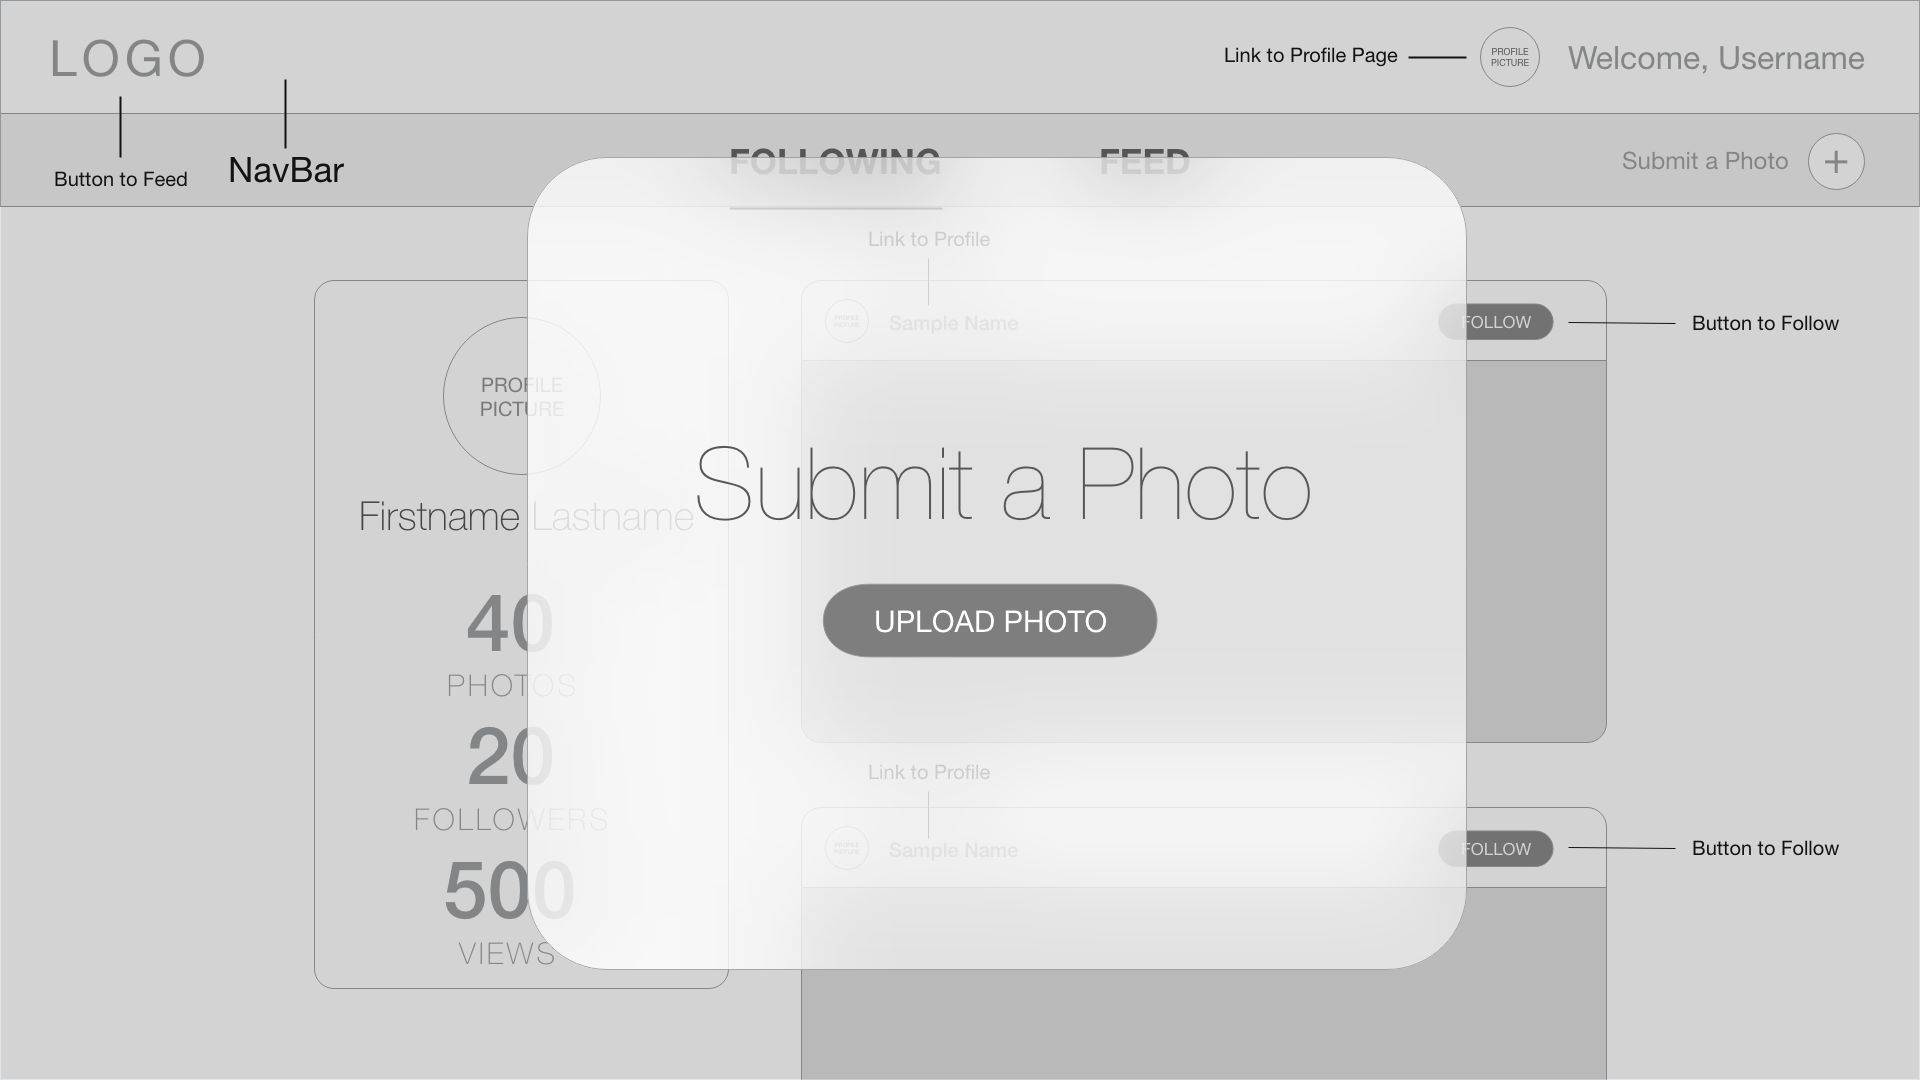 LOGO
Link to Profile Page
PROFILE
PICTURE
Welcome, Username
Button to Feed
NavBar
FOLLOWING
FEED
Submit a Photo
+
Link to Profile
PROFILE
PICTURE
Sample Name
FOLLOW
Button to Follow
PROFILE
PICTURE
Firstname Lastname
40
PHOTOS
20
FOLLOWERS
500
VIEWS
Submit a Photo
UPLOAD PHOTO
Link to Profile
PROFILE
PICTURE
Sample Name
FOLLOW
Button to Follow